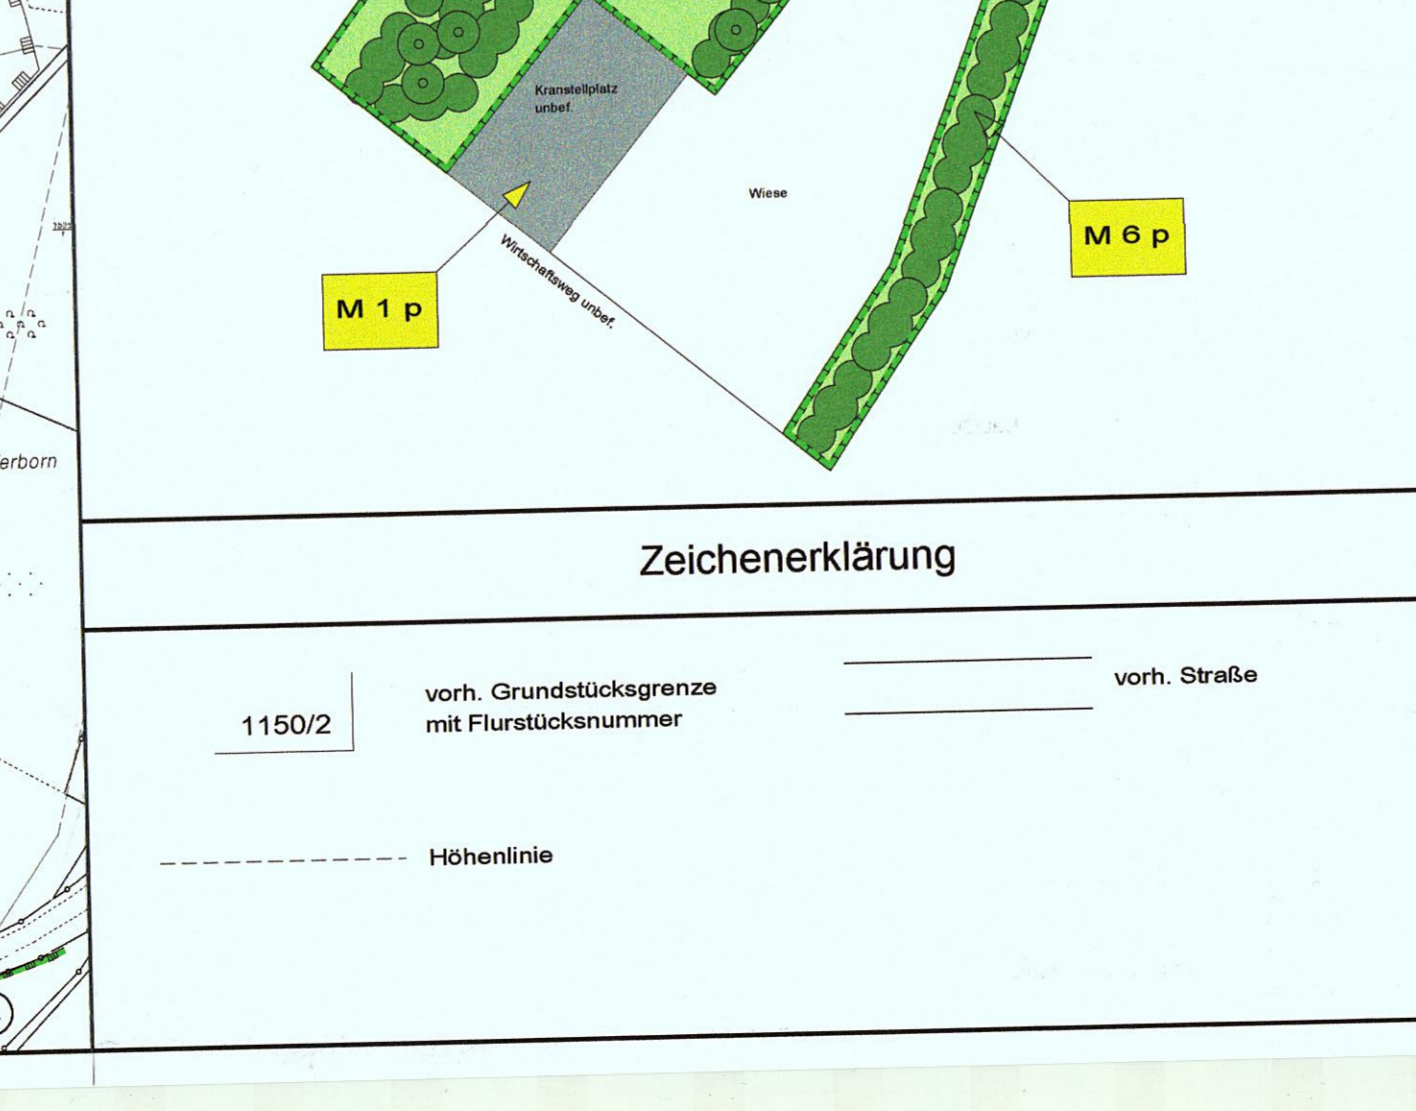 Kranstellplatz
unbef.
Wiese
M 6 p
Wirtschaftsweg unbef.
M 1 p
erborn
Zeichenerklärung
1150/2
vorh. Grundstücksgrenze
mit Flurstücksnummer
vorh. Straße
Höhenlinie